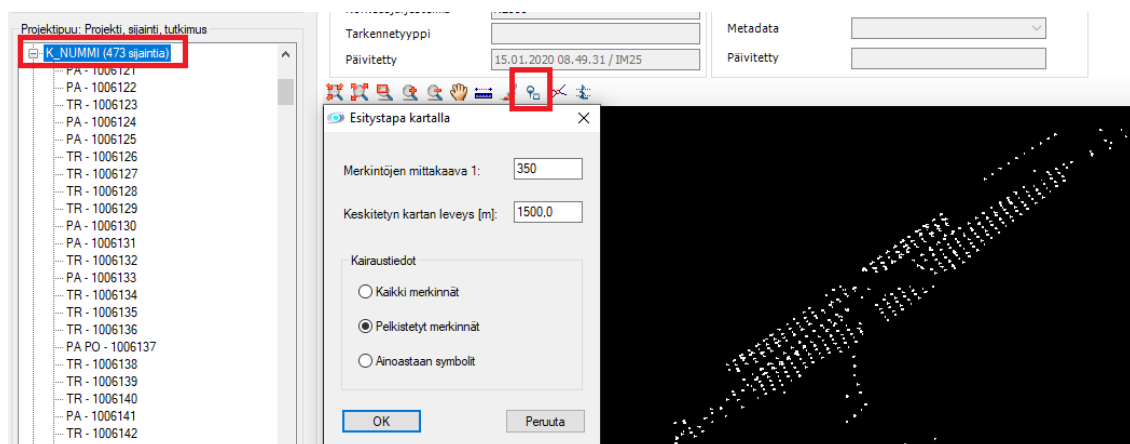 Projektipuu: Projekti, sijainti, tutkimus
K_NUMMI (473 sijaintia)
PA - 1006121
PA - 1006122
TR - 1006123
PA - 1006124
PA - 1006125
TR - 1006126
TR - 1006127
TR - 1006128
TR - 1006129
PA - 1006130
PA - 1006131
TR - 1006132
PA - 1006133
TR - 1006134
TR - 1006135
TR - 1006136
PA PO - 1006137
TR - 1006138
TR - 1006139
TR - 1006140
PA - 1006141
TR - 1006142
Tarkennetyyppi
Päivitetty
15.01.2020 08.49.31 / IM25
Metadata
Päivitetty
Esitystapa kartalla
Merkintöjen mittakaava 1:
350
Keskitetyn kartan leveys [m]:
1500,0
Kairaustiedot
Kaikki merkinnät
Pelkistetyt merkinnät
Ainoastaan symbolit
OK
Peruuta